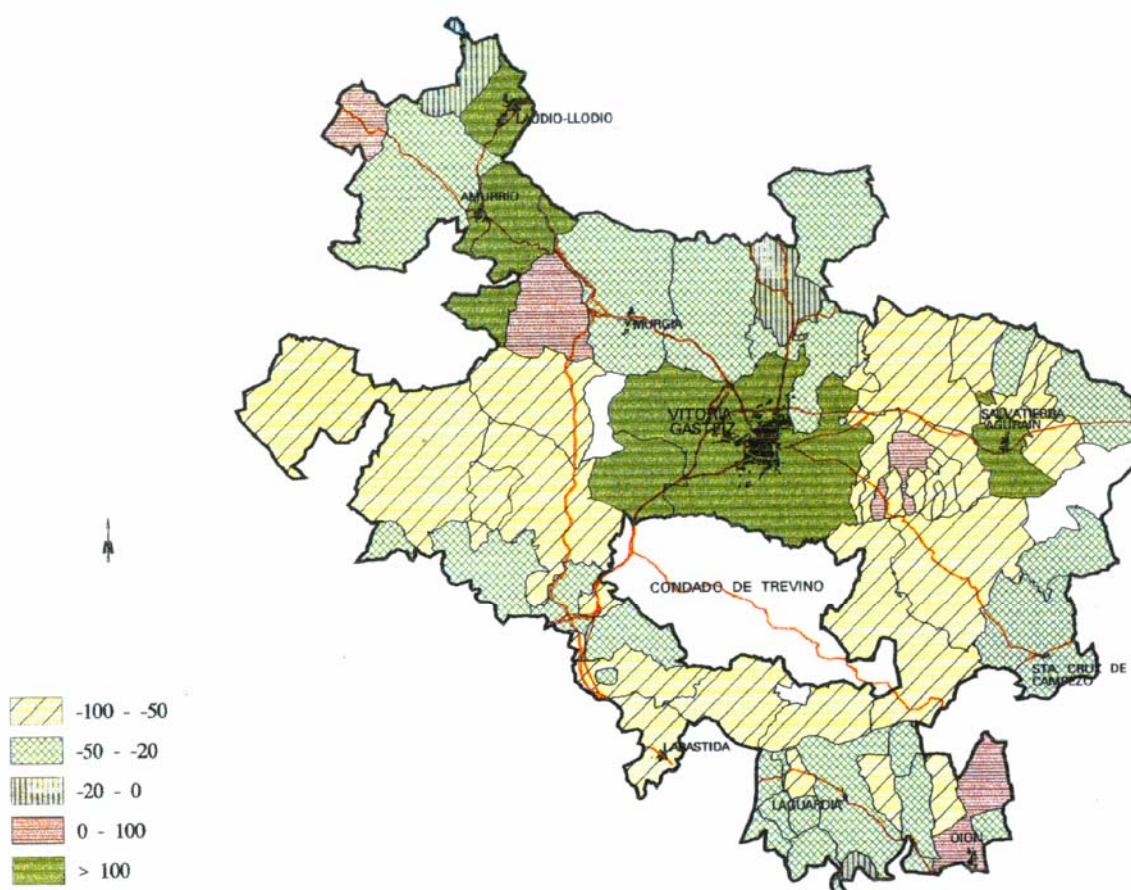 LAUDIO-LLODIO
AMURRIO
MURGIA
VITORIA
GASTEIZ
SALVATIERRA
AGURAIN
CONDADO DE TREVINO
STA. CRUZ DE
CAMPEZO
LABASTIDA
LAGUARDIA
OION
N
-100 - -50
-50 - -20
-20 - 0
0 - 100
> 100